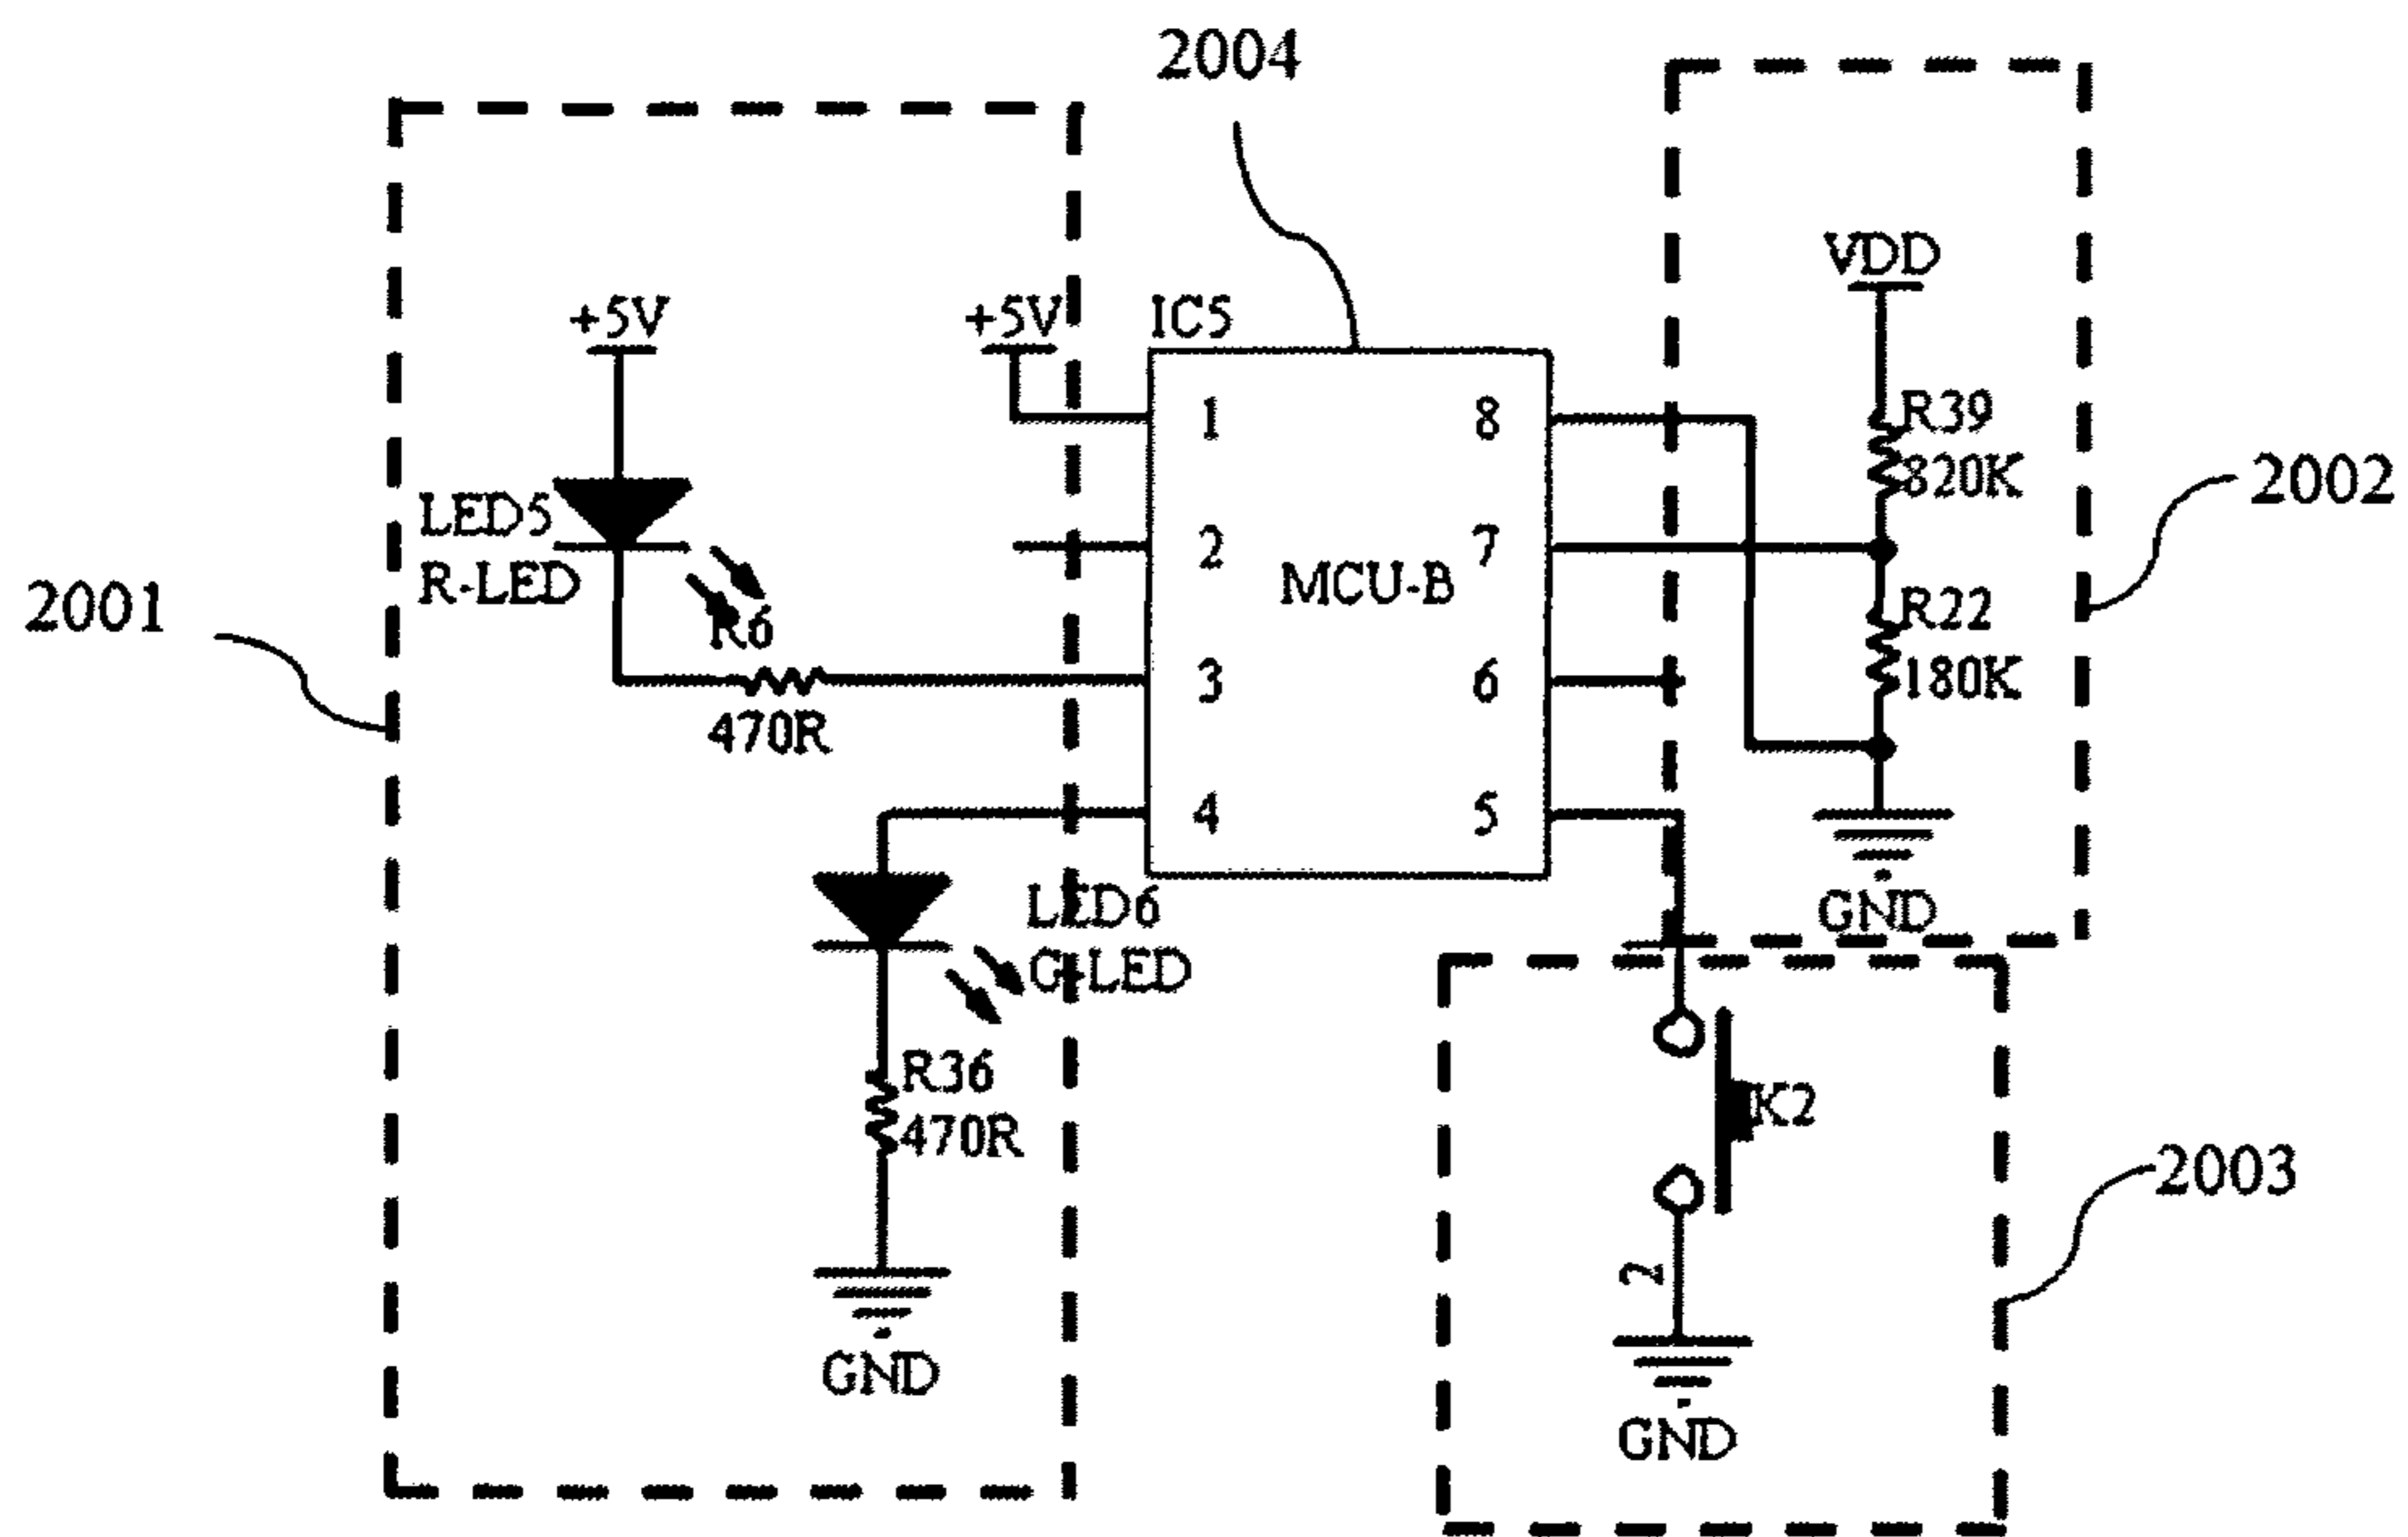 2004
2001
+5V
+5V
IC5
VDD
1
8
R39
820K
2002
LED5
R-LED
2
7
MCU-B
R22
180K
R6
470R
3
6
4
5
LED6
G-LED
GND
R36
470R
K2
2003
2
GND
GND